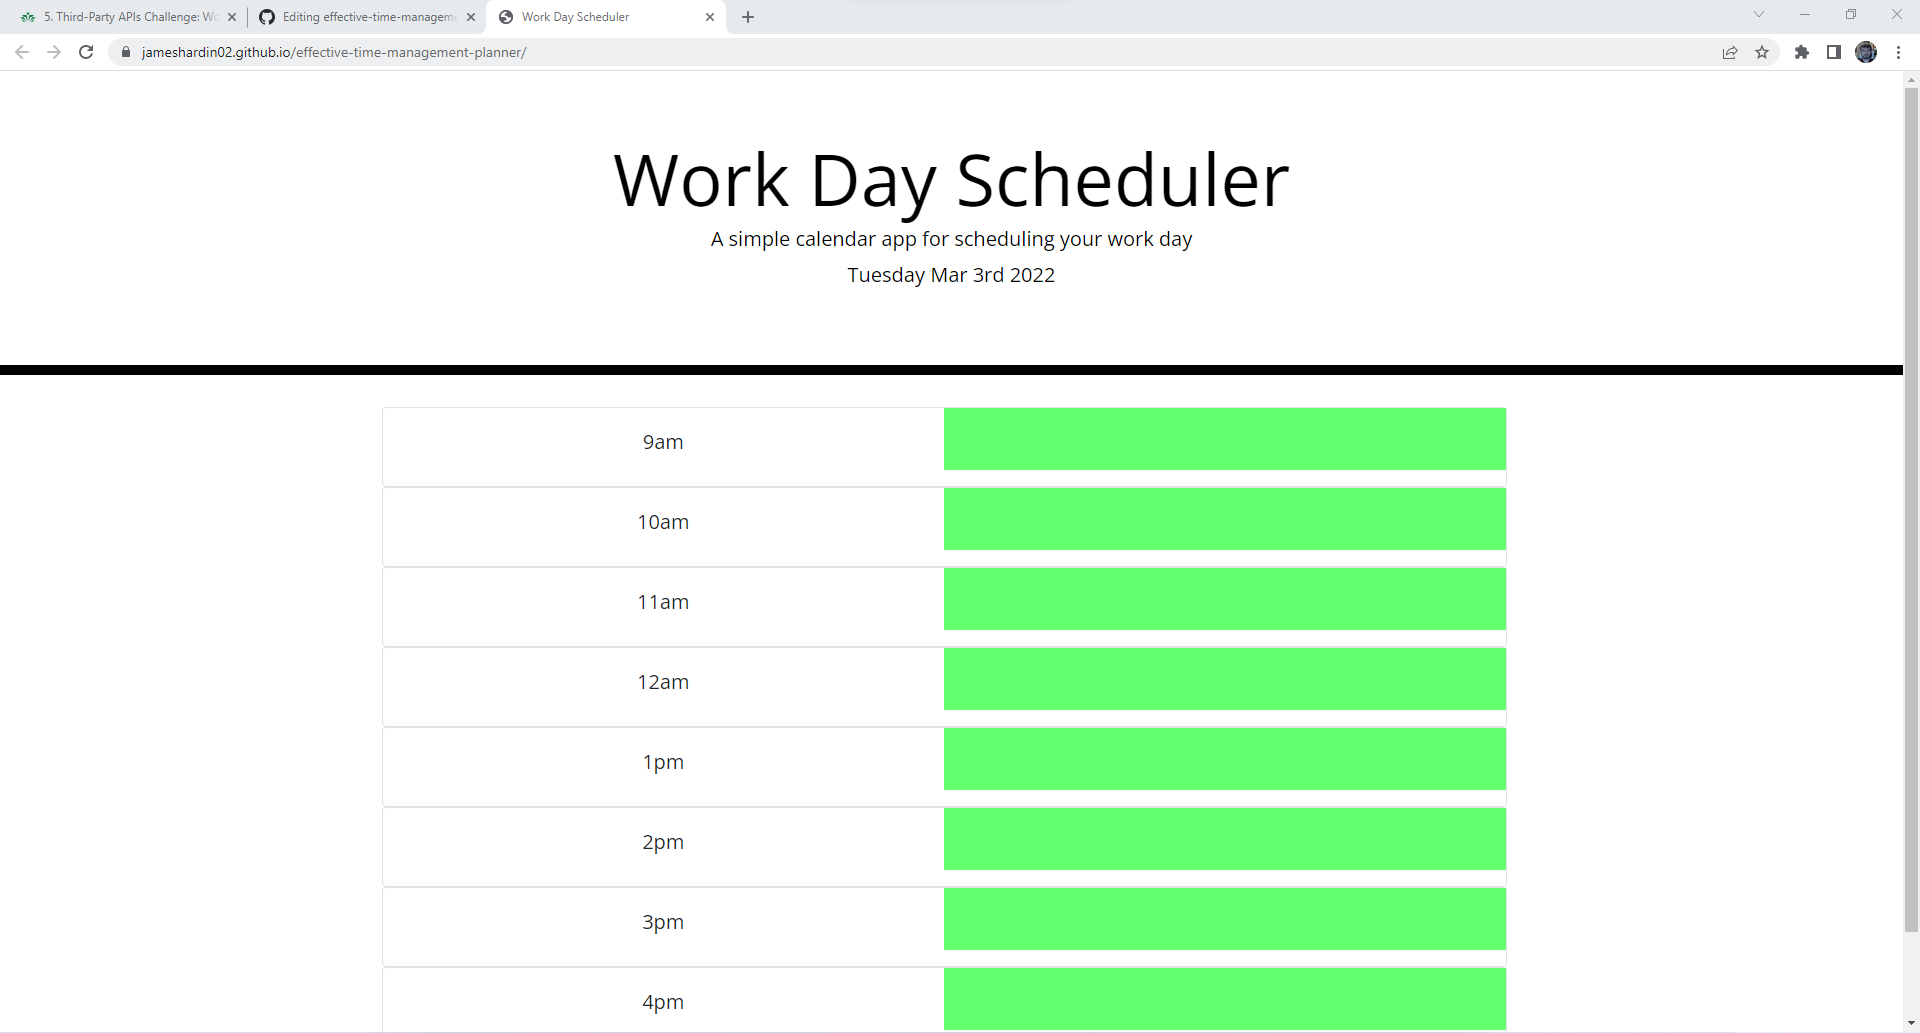 5. Third-Party APIs Challenge: Wo
Editing effective-time-manageme
Work Day Scheduler
jameshardin02.github.io/effective-time-management-planner/
Work Day Scheduler
A simple calendar app for scheduling your work day
Tuesday Mar 3rd 2022
9am
10am
11am
12am
1pm
2pm
3pm
4pm